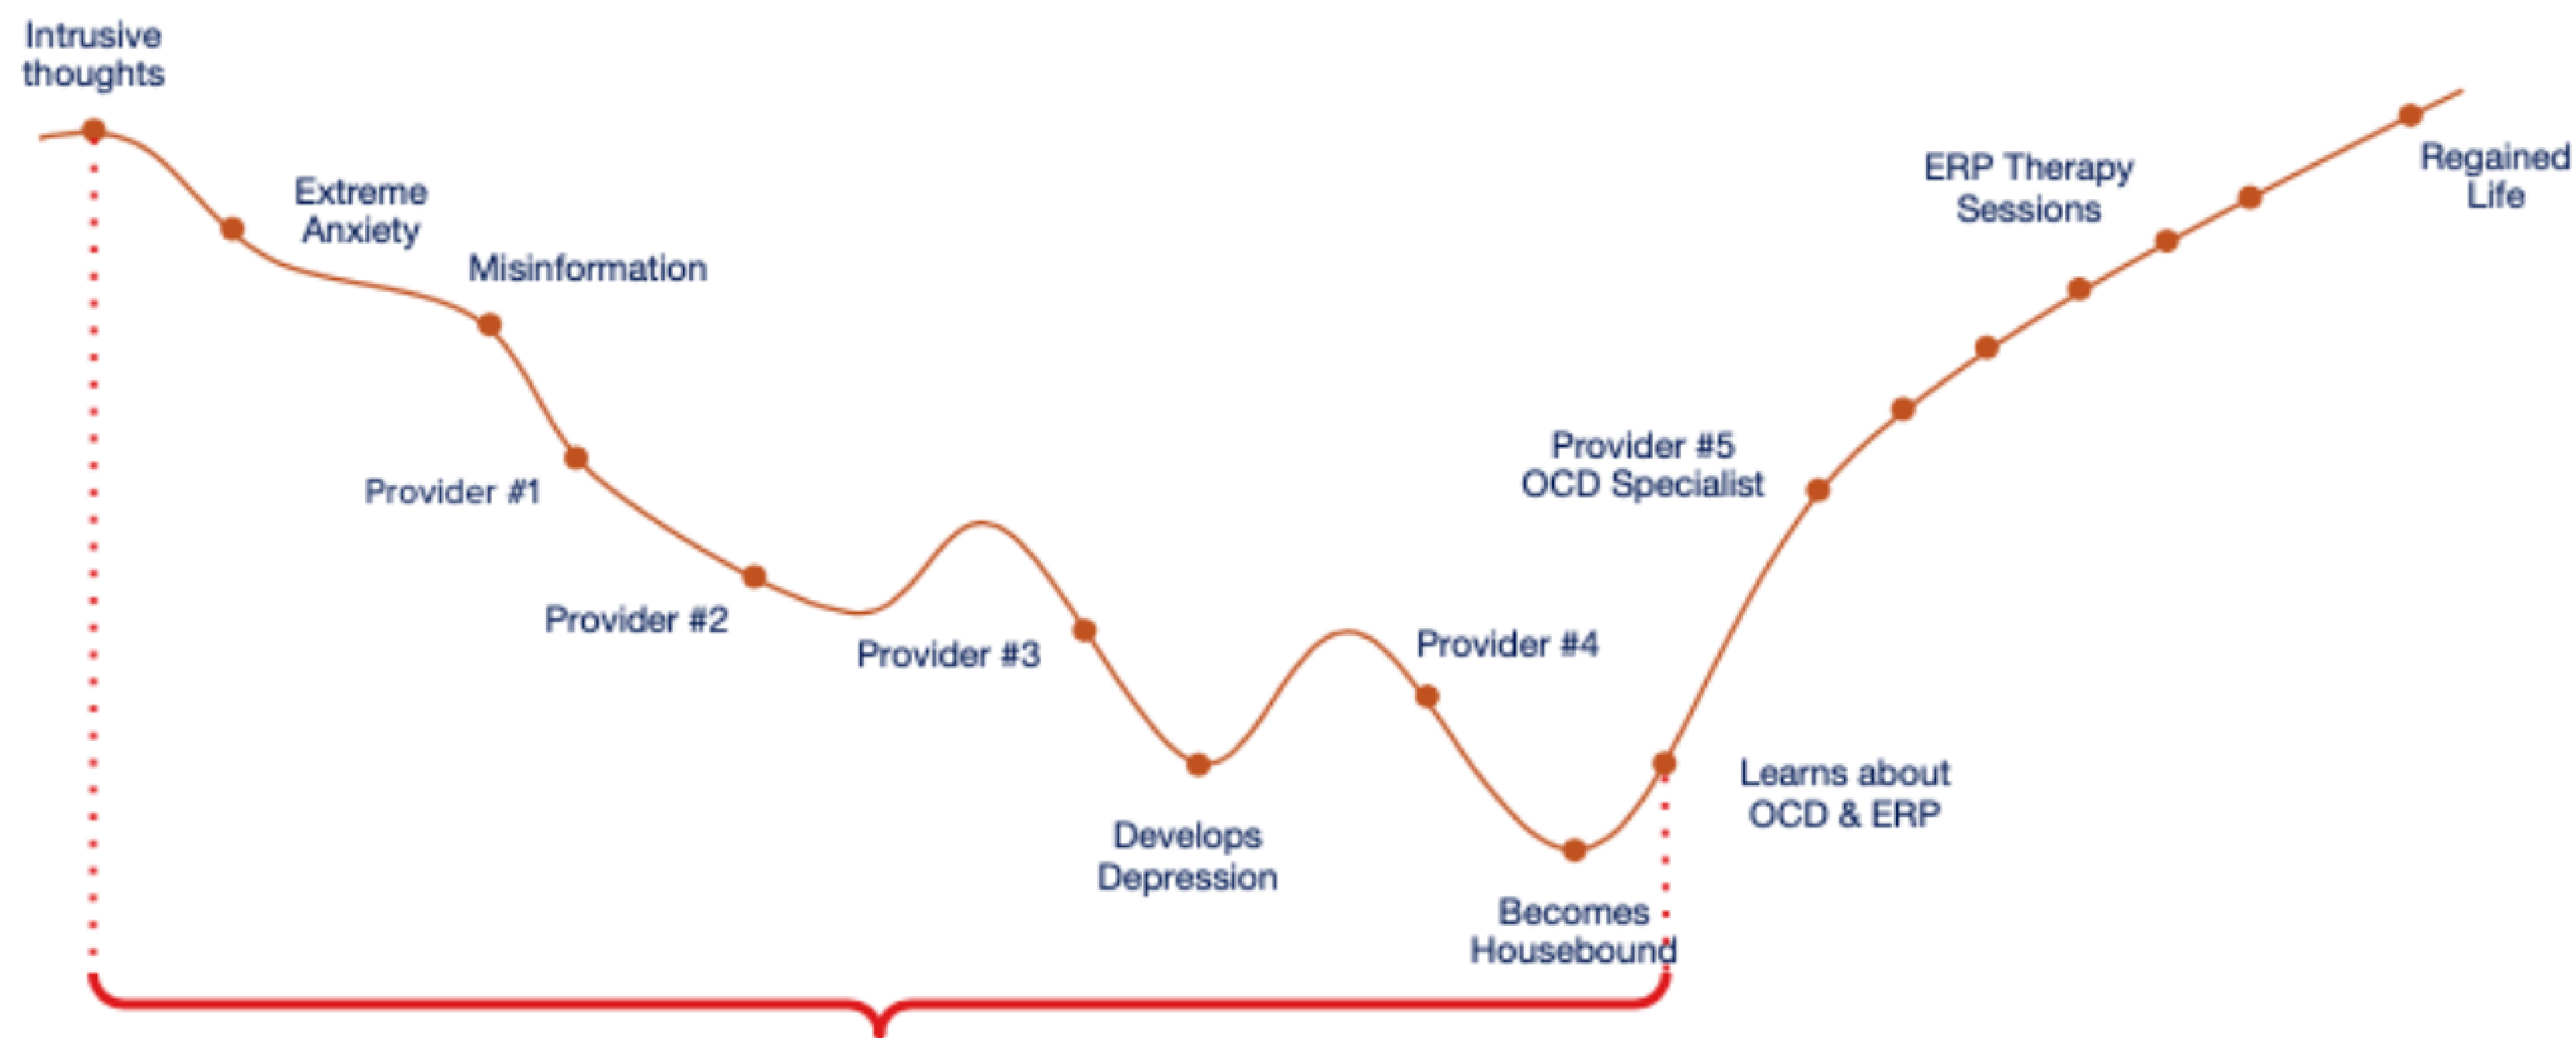 Intrusive
thoughts
Extreme
Anxiety
Misinformation
Provider #1
Provider #2
Provider #3
Develops
Depression
Provider #4
Becomes
Housebound
Learns about
OCD & ERP
Provider #5
OCD Specialist
ERP Therapy
Sessions
Regained
Life